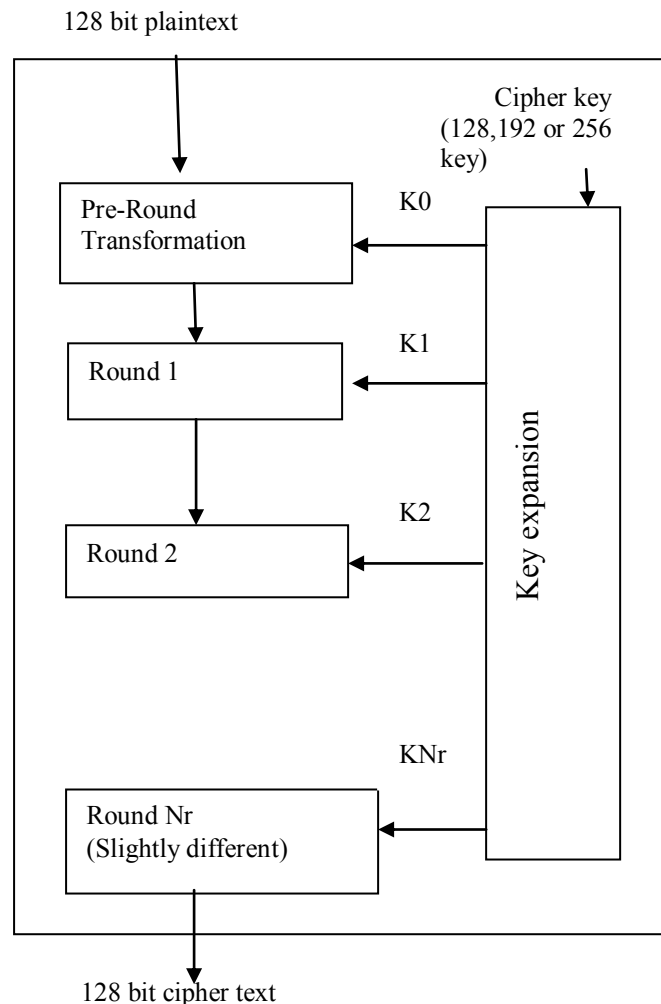 128 bit plaintext
Cipher key
(128,192 or 256
key)
Pre-Round
Transformation
K0
Round 1
K1
Key expansion
Round 2
K2
KNr
Round Nr
(Slightly different)
128 bit cipher text